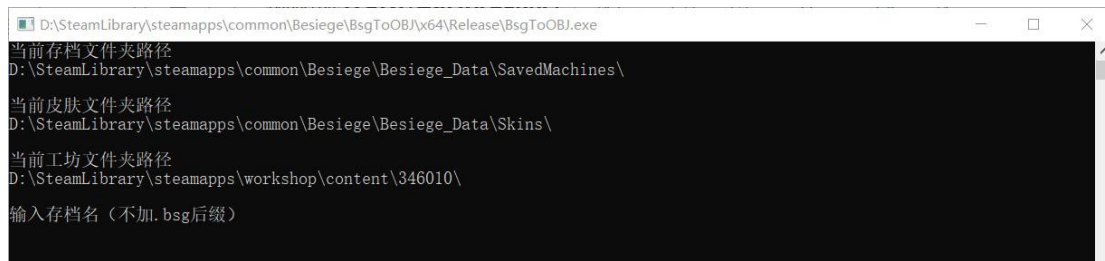 D:\SteamLibrary\steamapps\common\Besiege\BsgToOBJ\x64\Release\BsgToOBJ.exe
当前存档文件夹路径
D:\SteamLibrary\steamapps\common\Besiege\Besiege_Data\SavedMachines\
当前皮肤文件夹路径
D:\SteamLibrary\steamapps\common\Besiege\Besiege_Data\Skins\
当前工坊文件夹路径
D:\SteamLibrary\steamapps\workshop\content\346010\
输入存档名（不加.bsg后缀）